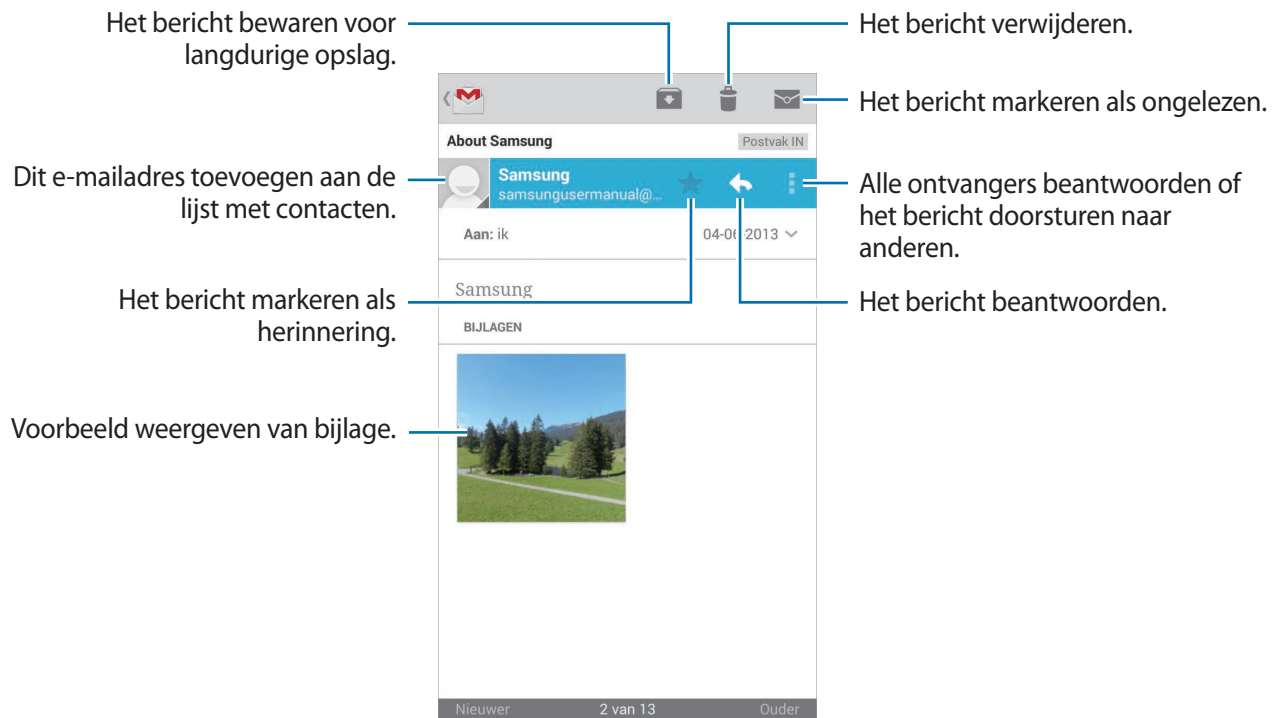 Het bericht bewaren voor
langdurige opslag.
Het bericht verwijderen.
Het bericht markeren als ongelezen.
About Samsung
Postvak IN
Dit e-mailadres toevoegen aan de
lijst met contacten.
Samsung
samsungusermanual@...
Alle ontvangers beantwoorden of
het bericht doorsturen naar
anderen.
Aan: ik
04-06-2013
Het bericht markeren als
herinnering.
Samsung
Het bericht beantwoorden.
BIJLAGEN
Voorbeeld weergeven van bijlage.
Nieuwer
2 van 13
Ouder